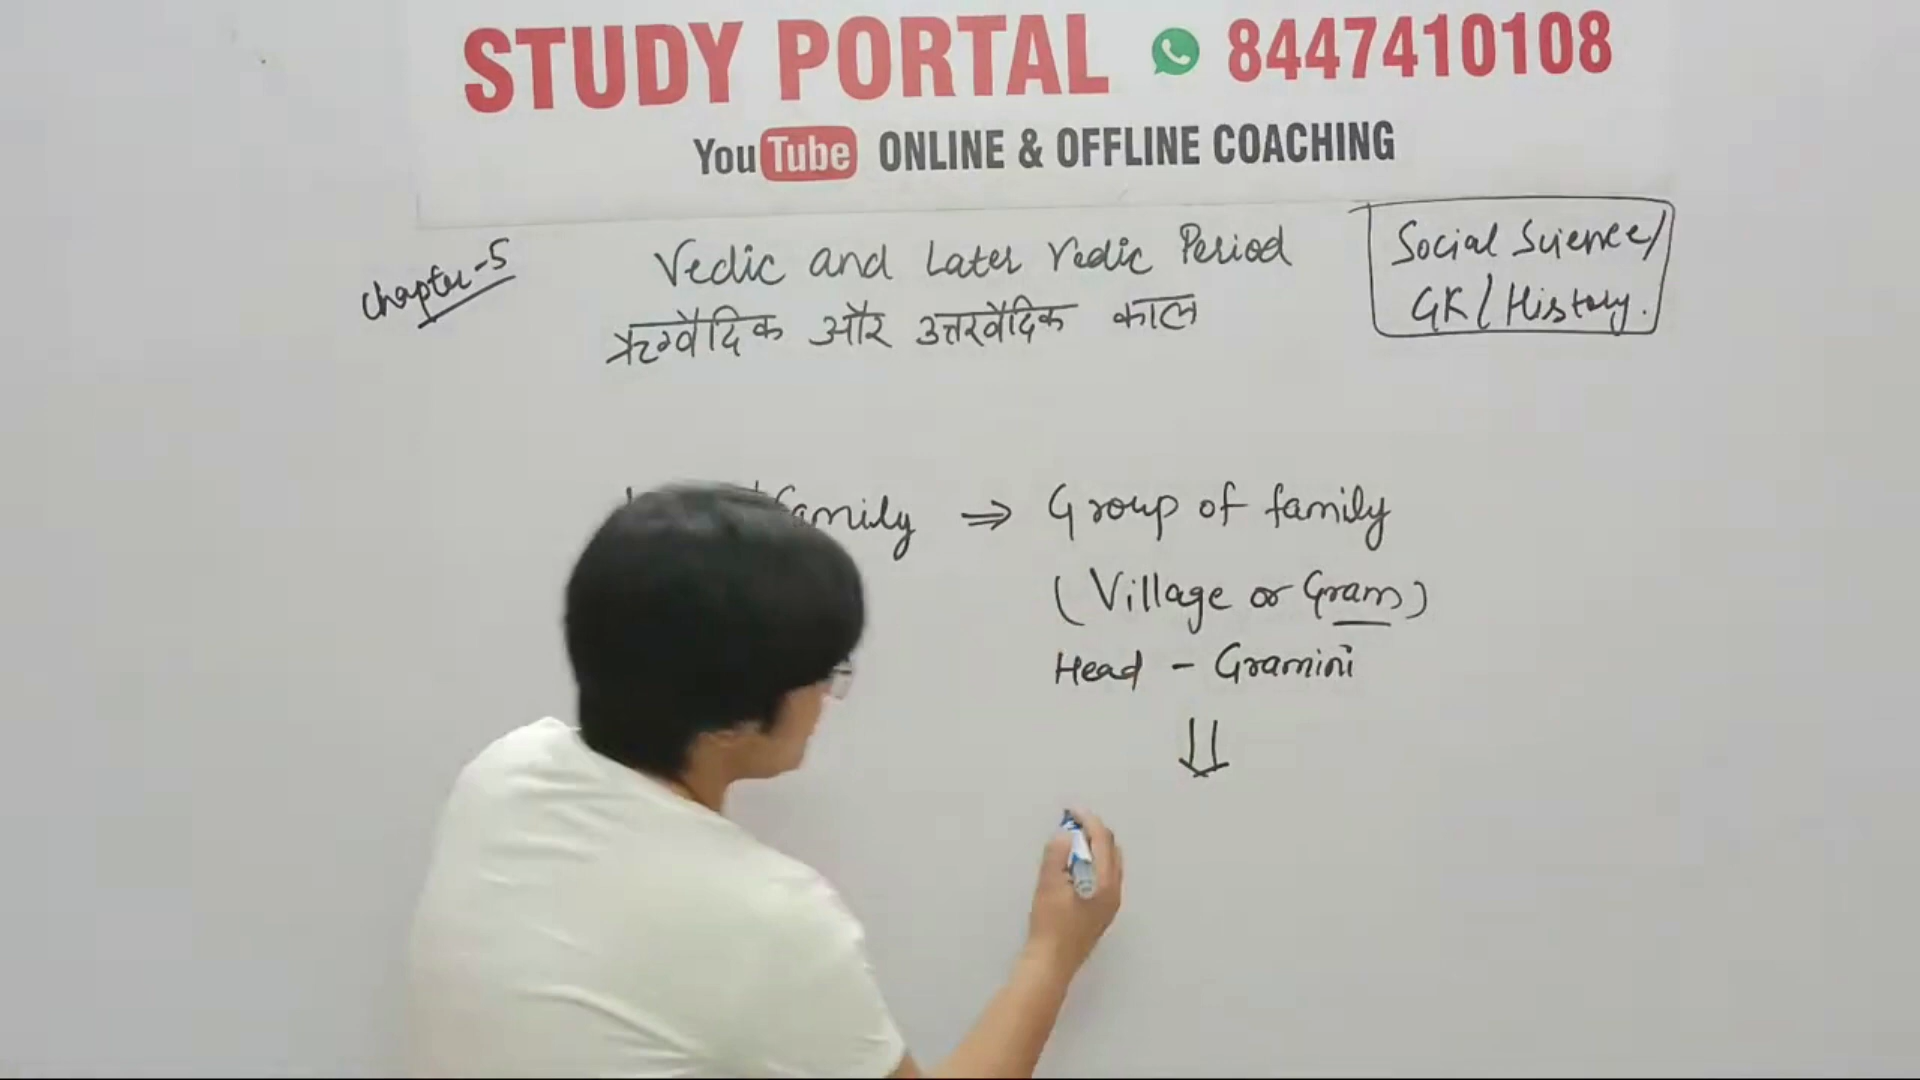 STUDY PORTAL 8447410108
YouTube ONLINE & OFFLINE COACHING
Chapter-5
Vedic and Later Vedic Period
ऋग्वैदिक और उत्तरवैदिक काल
Social Science/
GK/History.
family ⇒ Group of family
(Village or Gram)
Head - Gramini